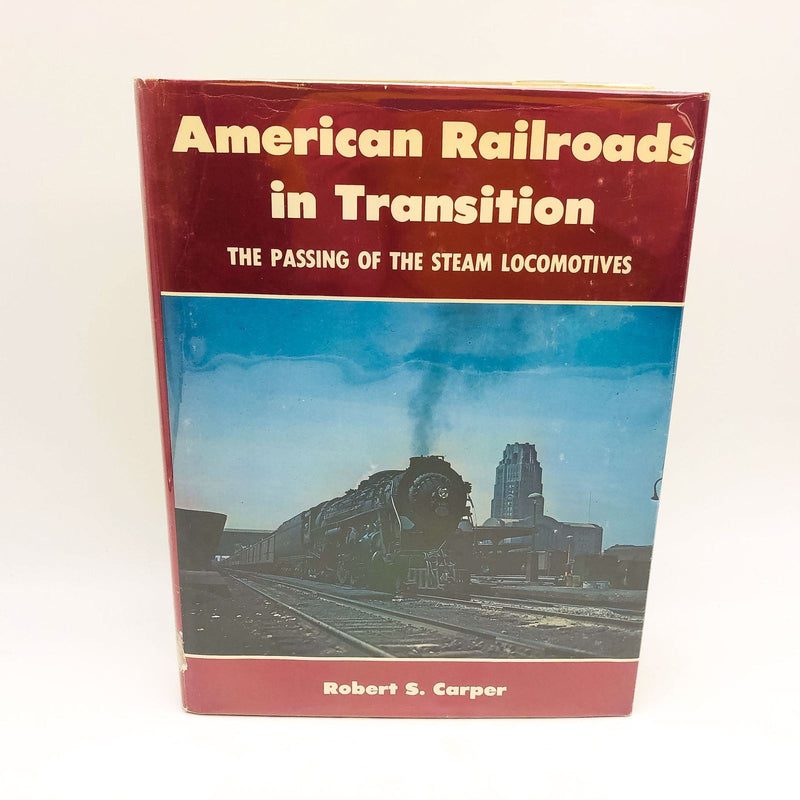 American Railroads
in Transition
THE PASSING OF THE STEAM LOCOMOTIVES
Robert S. Carper